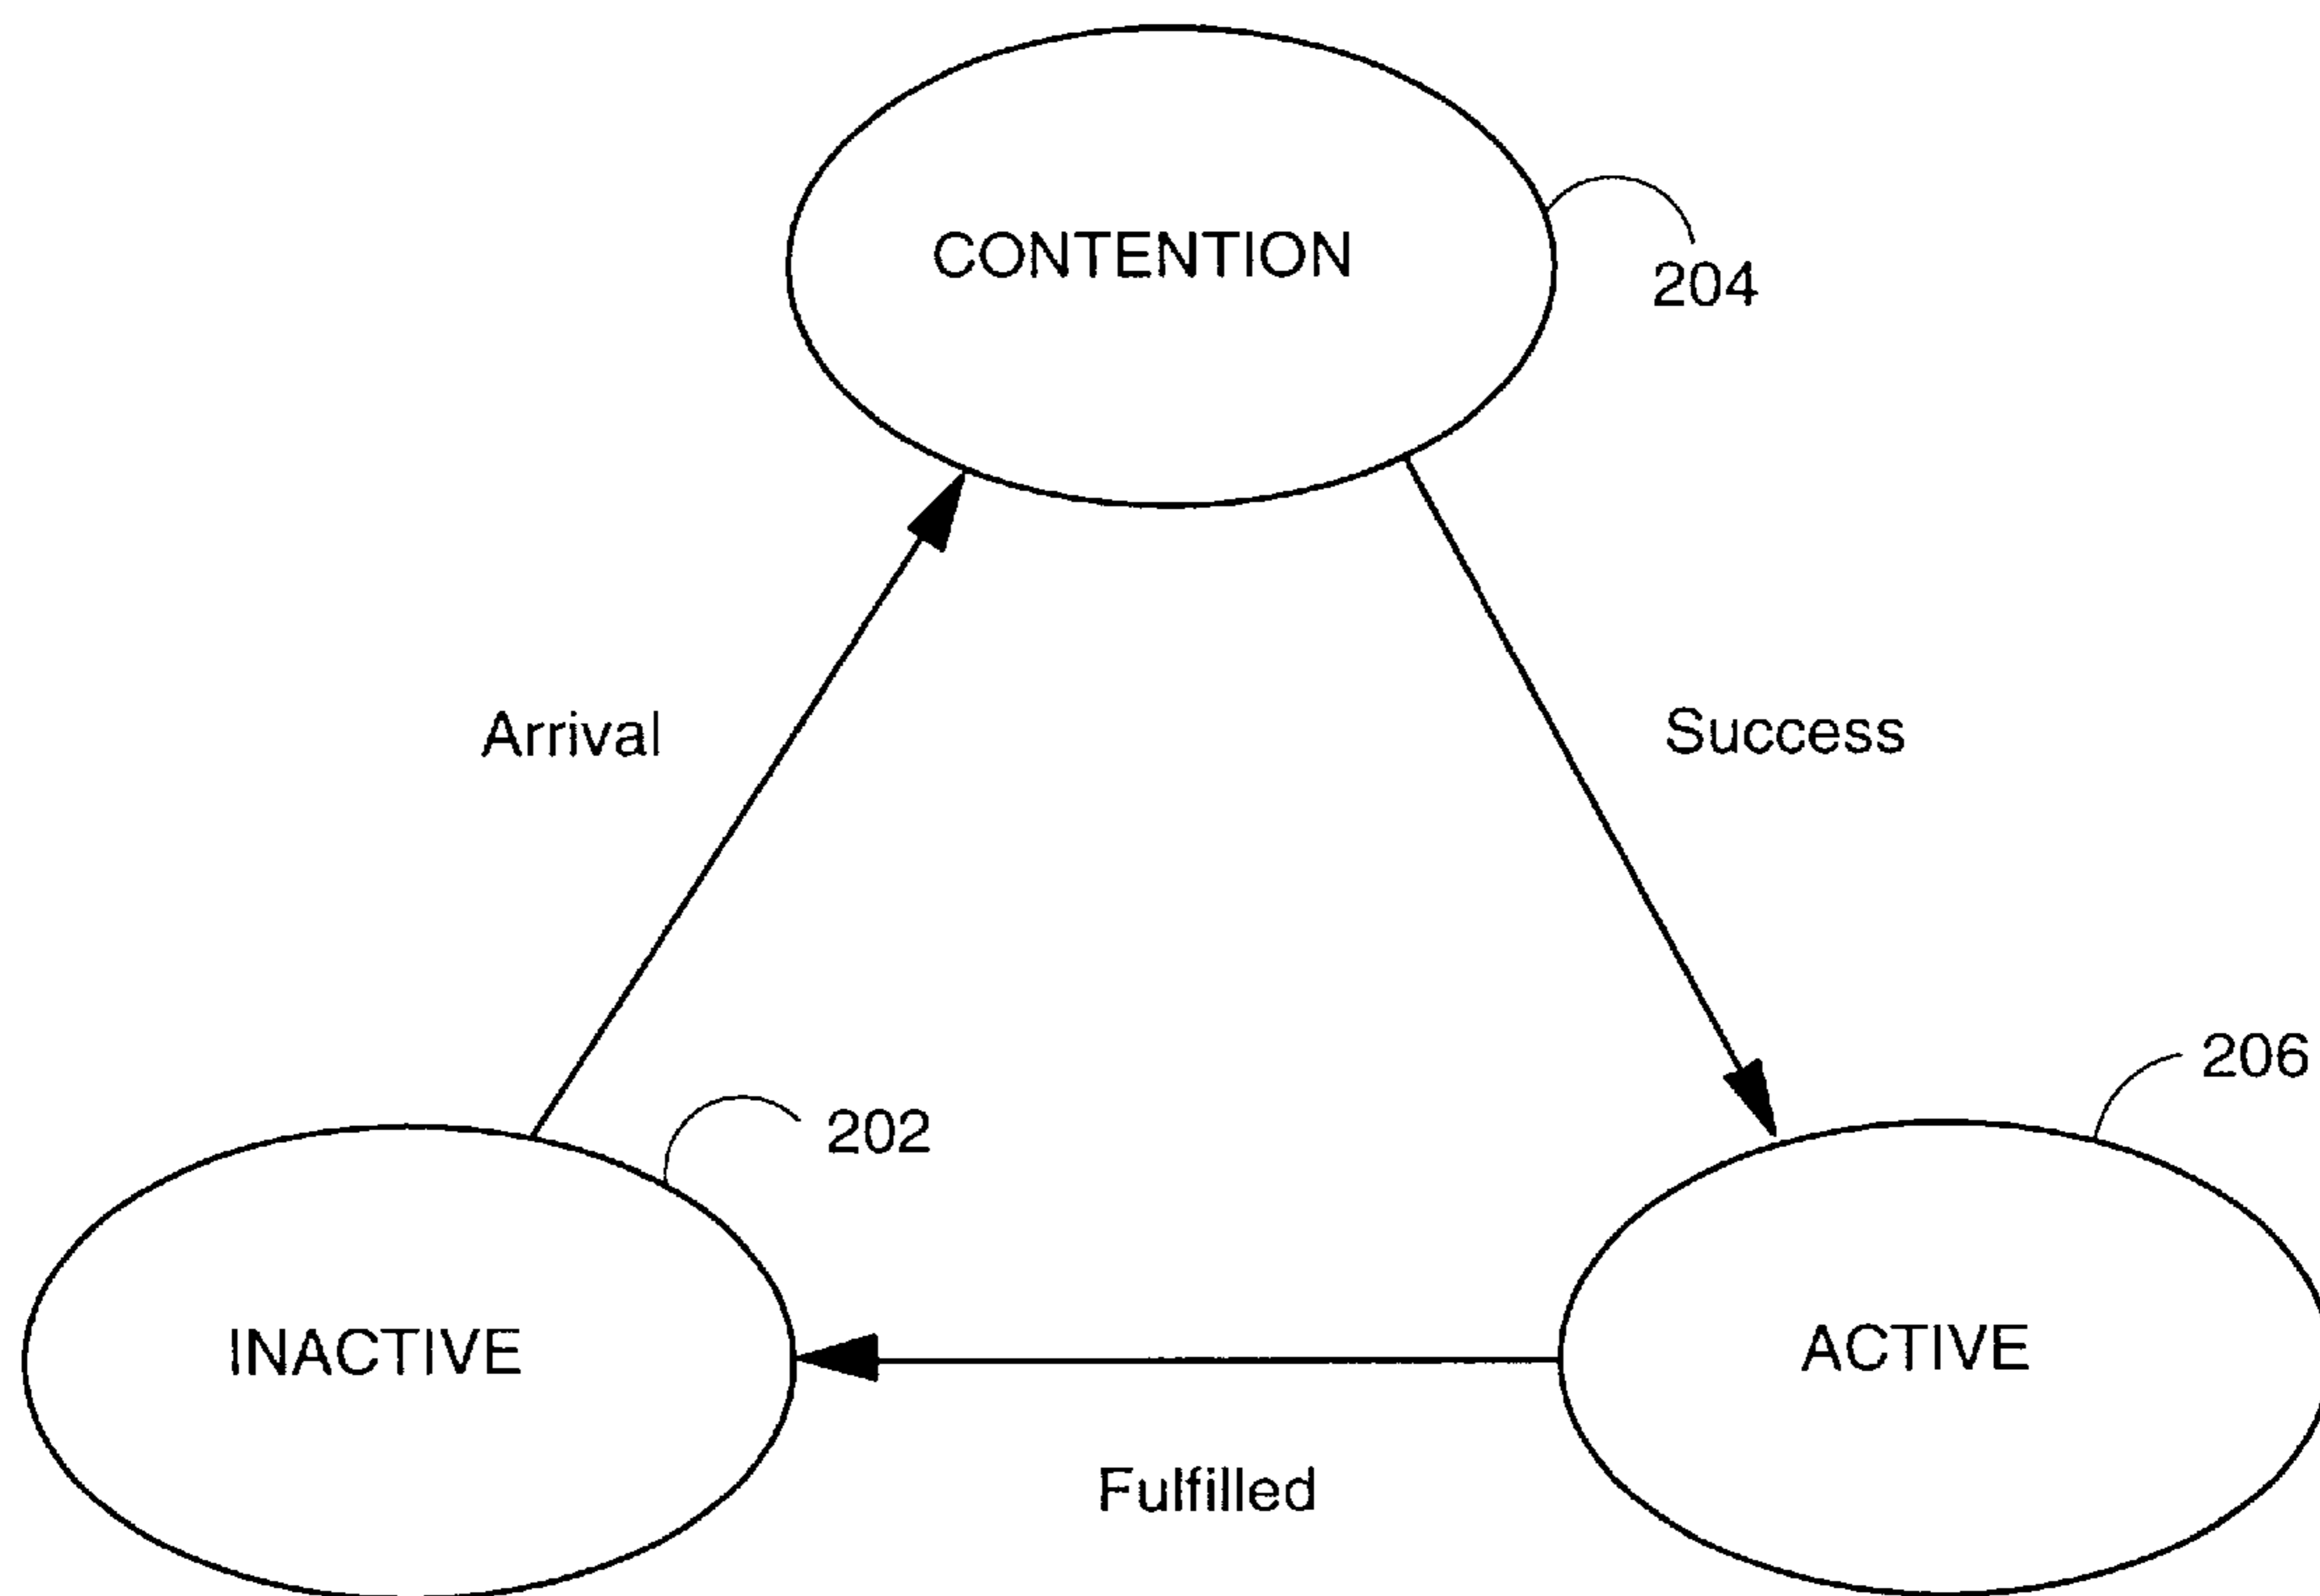 CONTENTION
204
Arrival
Success
206
202
INACTIVE
ACTIVE
Fulfilled